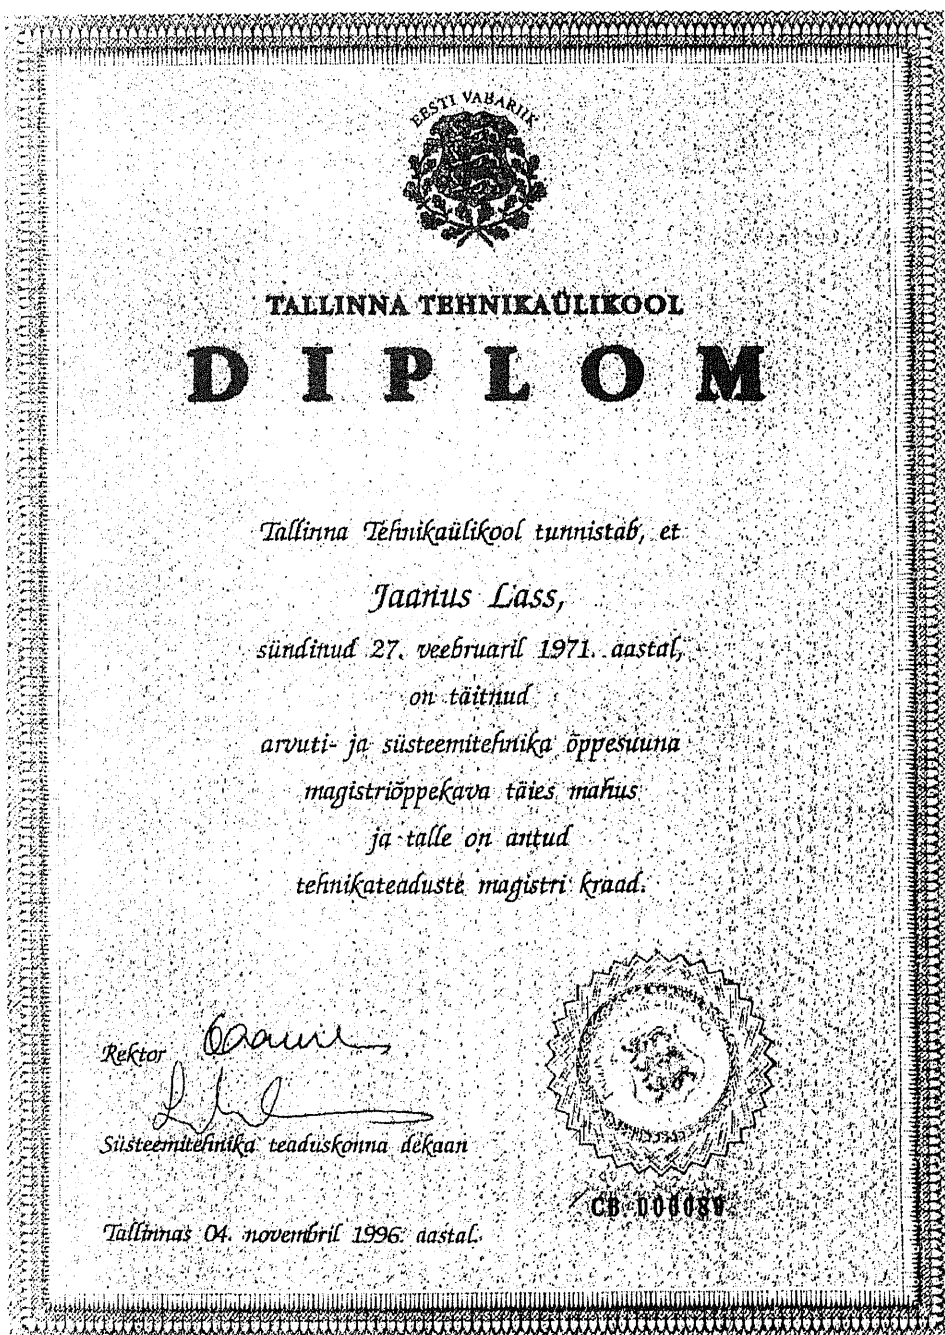 EESTI VABARIIK
TALLINNA TEHNIKAÜLIKOOL
DIPLOM
Tallinna Tehnikaülikool tunnistab, et
Jaanus Lass,
sündinud 27. veebruaril 1971. aastal,
on täitnud
arvuti- ja süsteemitehnika õppesuuna
magistriõppekava täies mahus
ja talle on antud
tehnikateaduste magistri kraad.
Rektor
Süsteemitehnika teaduskonna dekaan
CB 000089
Tallinnas 04. novembril 1996. aastal.